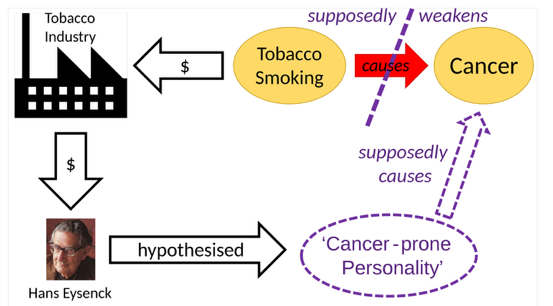 Tobacco
Industry
supposedly weakens
$
Tobacco
Smoking
causes
Cancer
supposedly
causes
$
hypothesised
'Cancer-prone
Personality'
Hans Eysenck